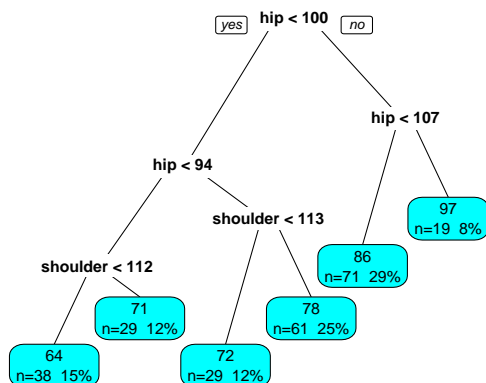 yes hip < 100 no
hip < 107
hip < 94
97
n=19 8%
shoulder < 113
86
n=71 29%
shoulder < 112
71
n=29 12%
78
n=61 25%
64
n=38 15%
72
n=29 12%